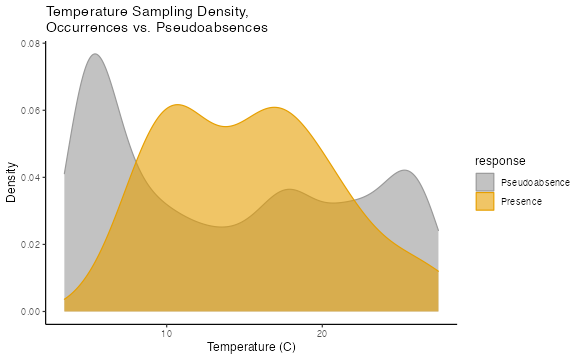 Temperature Sampling Density,
Occurrences vs. Pseudoabsences
0.08
0.06
0.04
0.02
0.00
Density
10
20
Temperature (C)
response
Pseudoabsence
Presence